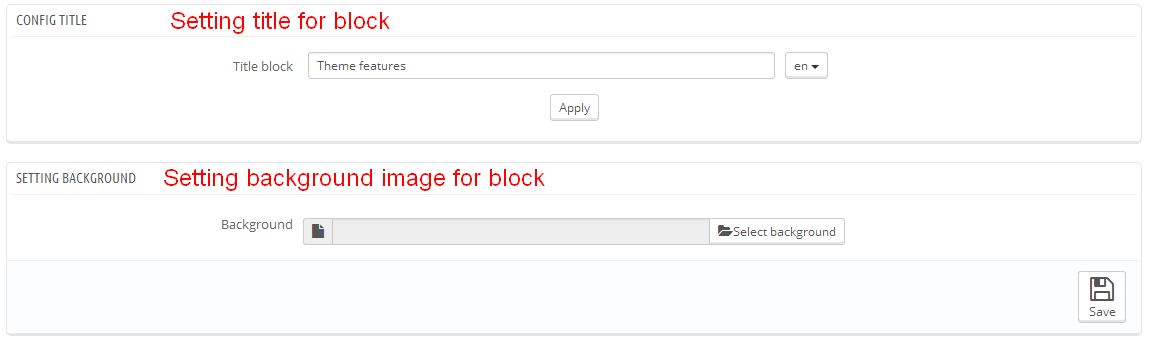 CONFIG TITLE Setting title for block
Title block Theme features en
Apply
SETTING BACKGROUND Setting background image for block
Background Select background
Save